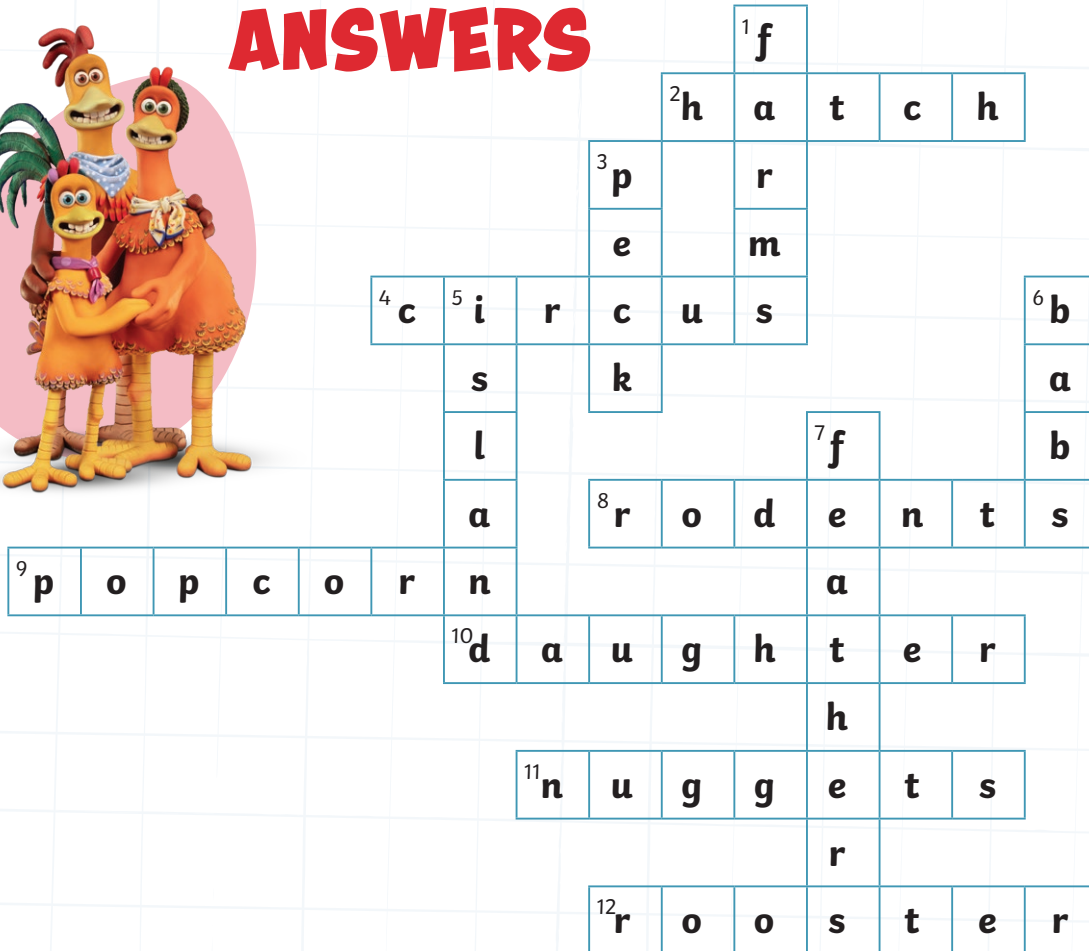 ANSWERS
1 f
2 h a t c h
3 p r
e m
4 c 5 i r c u s 6 b
s k a
l 7 f b
a 8 r o d e n t s
9 p o p c o r n a
10 d a u g h t e r
h
11 n u g g e t s
r
12 r o o s t e r